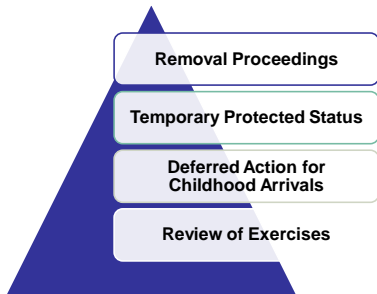 Removal Proceedings
Temporary Protected Status
Deferred Action for
Childhood Arrivals
Review of Exercises